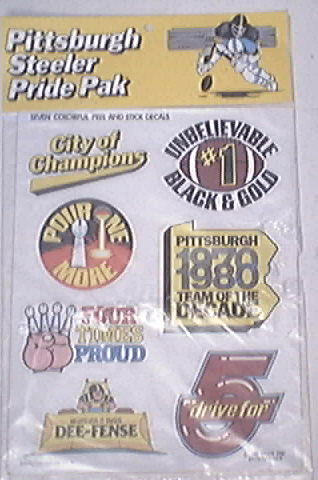 Pittsburgh
Steeler
Pride Pak
SEVEN COLORFUL PEEL AND STICK DECALS
City of
Champions
UNBELIEVABLE
#1
BLACK & GOLD
POUR ME
MORE
PITTSBURGH
1970
1980
TEAM OF THE
DECADE
FOUR
TIMES
PROUD
DEE-FENSE
drive for
5